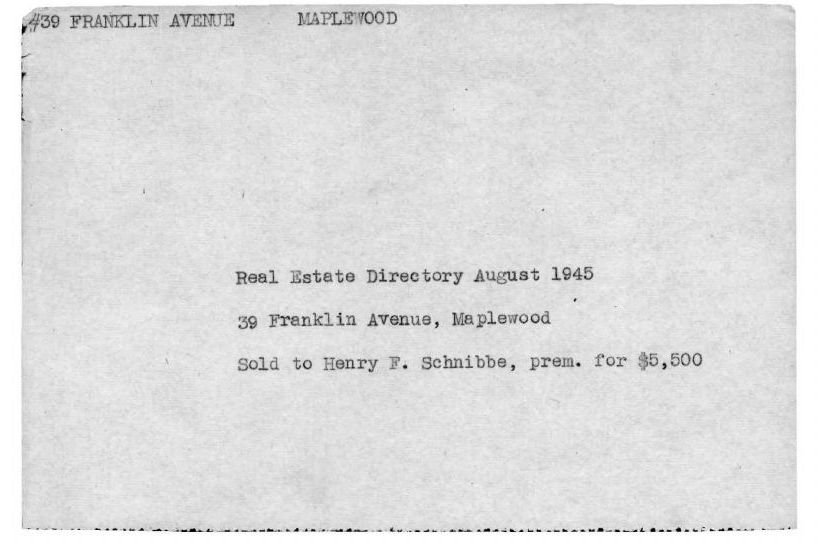 #39 FRANKLIN AVENUE MAPLEWOOD
Real Estate Directory August 1945
39 Franklin Avenue, Maplewood
Sold to Henry F. Schnibbe, prem. for $5,500